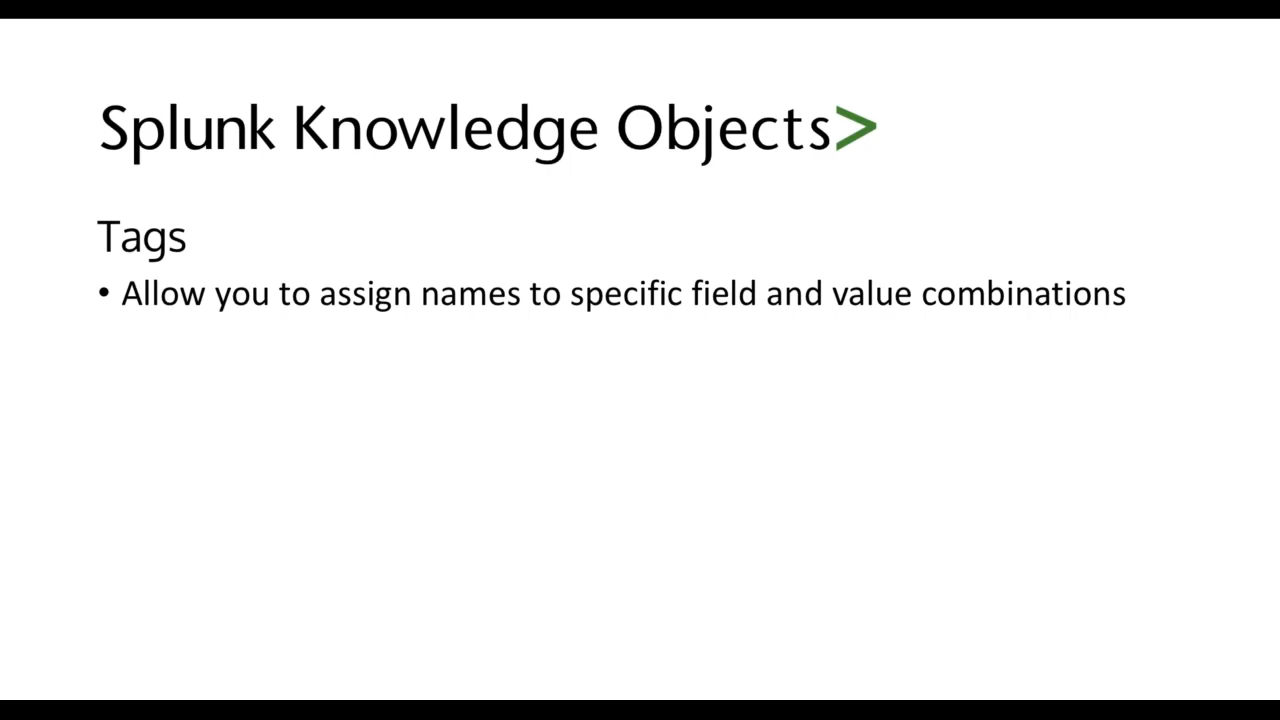 Splunk Knowledge Objects>
Tags
• Allow you to assign names to specific field and value combinations